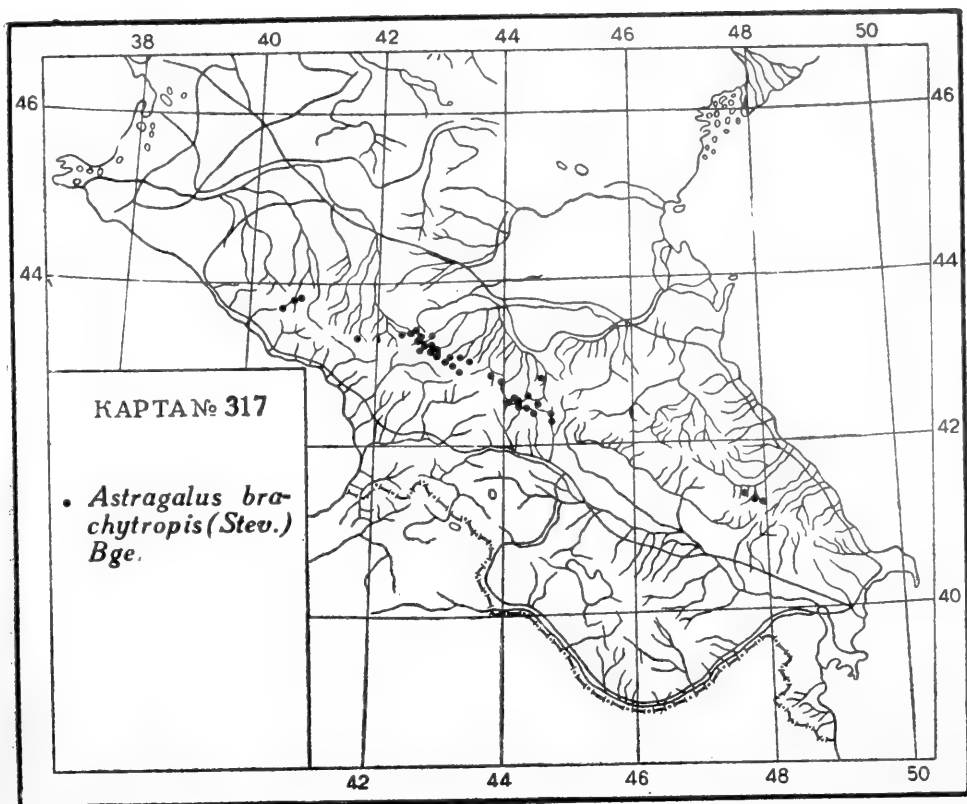 38 40 42 44 46 48 50
46 46
44 44
КАРТА № 317
42
• Astragalus bra-
chytropis (Stev.)
Bge.
40
42 44 46 48 50